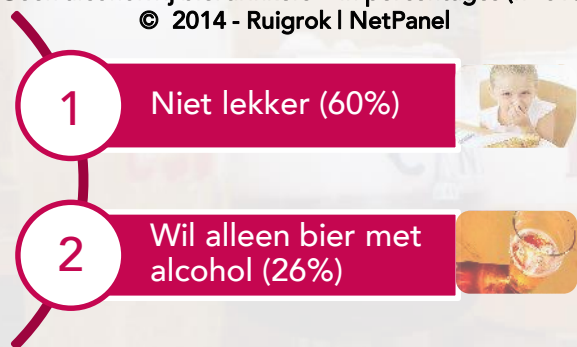 © 2014 - Ruigrok | NetPanel
1
Niet lekker (60%)
2
Wil alleen bier met
alcohol (26%)